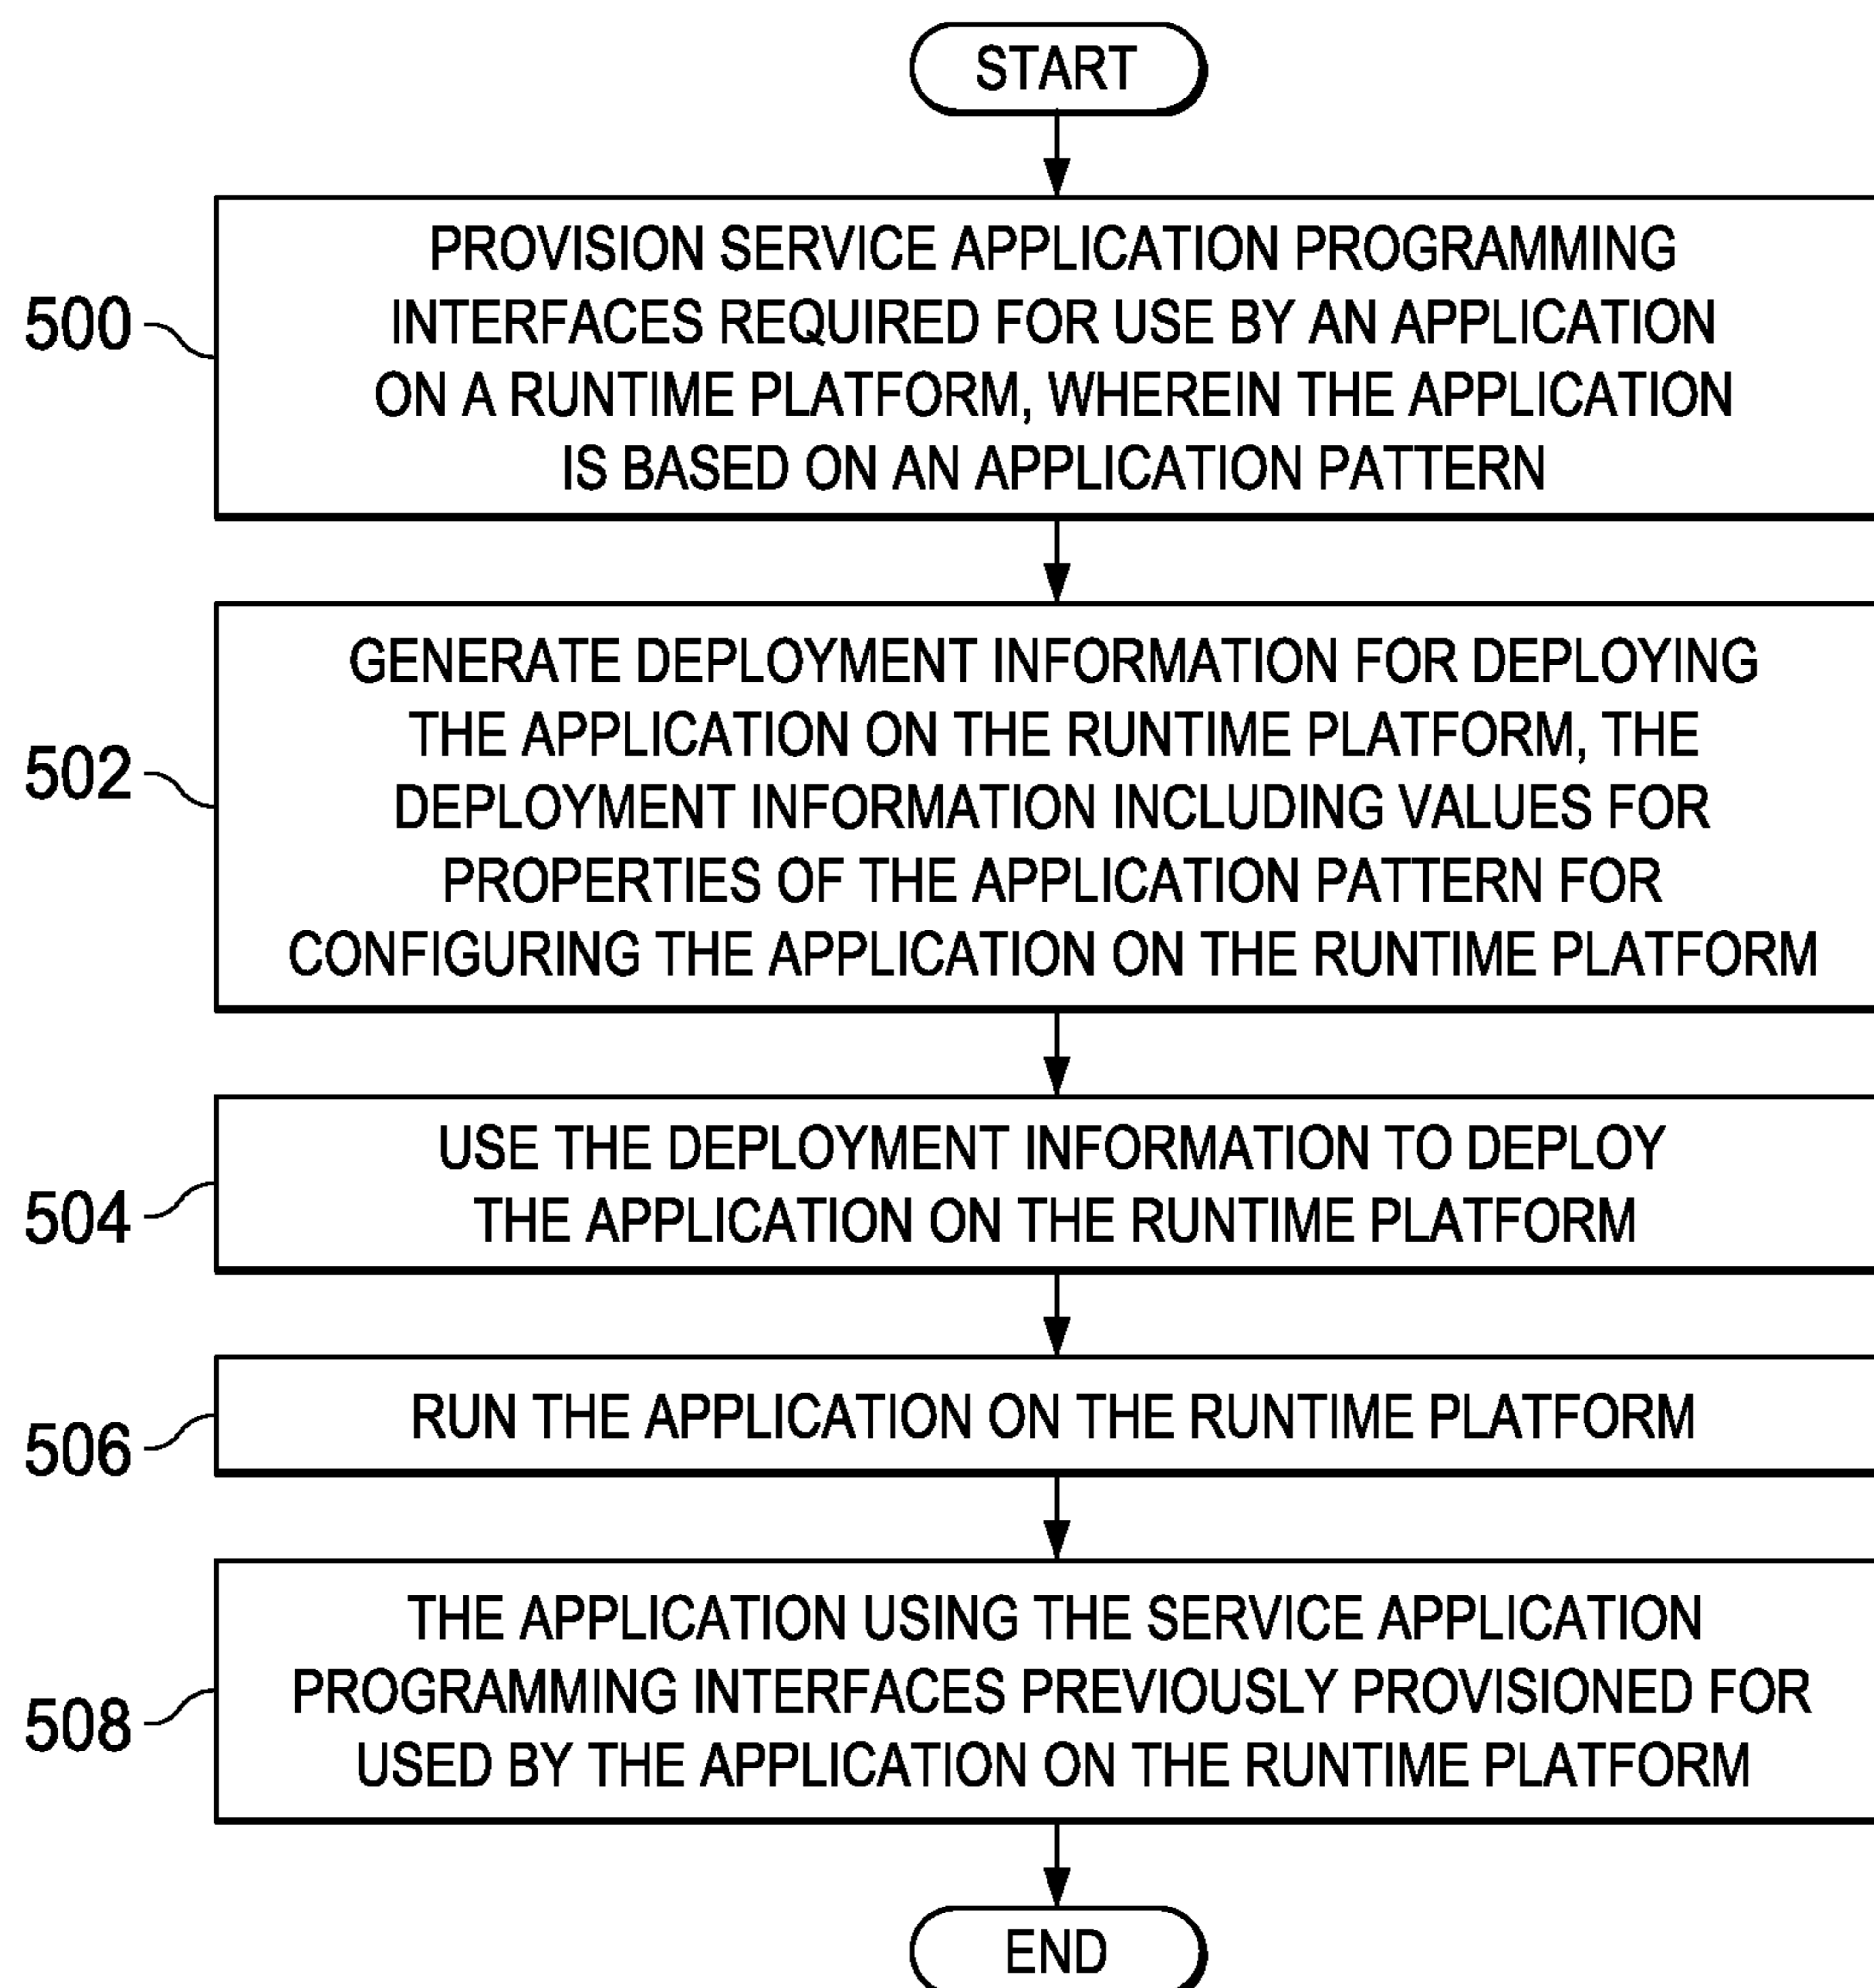 START
500
PROVISION SERVICE APPLICATION PROGRAMMING
INTERFACES REQUIRED FOR USE BY AN APPLICATION
ON A RUNTIME PLATFORM, WHEREIN THE APPLICATION
IS BASED ON AN APPLICATION PATTERN
502
GENERATE DEPLOYMENT INFORMATION FOR DEPLOYING
THE APPLICATION ON THE RUNTIME PLATFORM, THE
DEPLOYMENT INFORMATION INCLUDING VALUES FOR
PROPERTIES OF THE APPLICATION PATTERN FOR
CONFIGURING THE APPLICATION ON THE RUNTIME PLATFORM
504
USE THE DEPLOYMENT INFORMATION TO DEPLOY
THE APPLICATION ON THE RUNTIME PLATFORM
506
RUN THE APPLICATION ON THE RUNTIME PLATFORM
508
THE APPLICATION USING THE SERVICE APPLICATION
PROGRAMMING INTERFACES PREVIOUSLY PROVISIONED FOR
USED BY THE APPLICATION ON THE RUNTIME PLATFORM
END